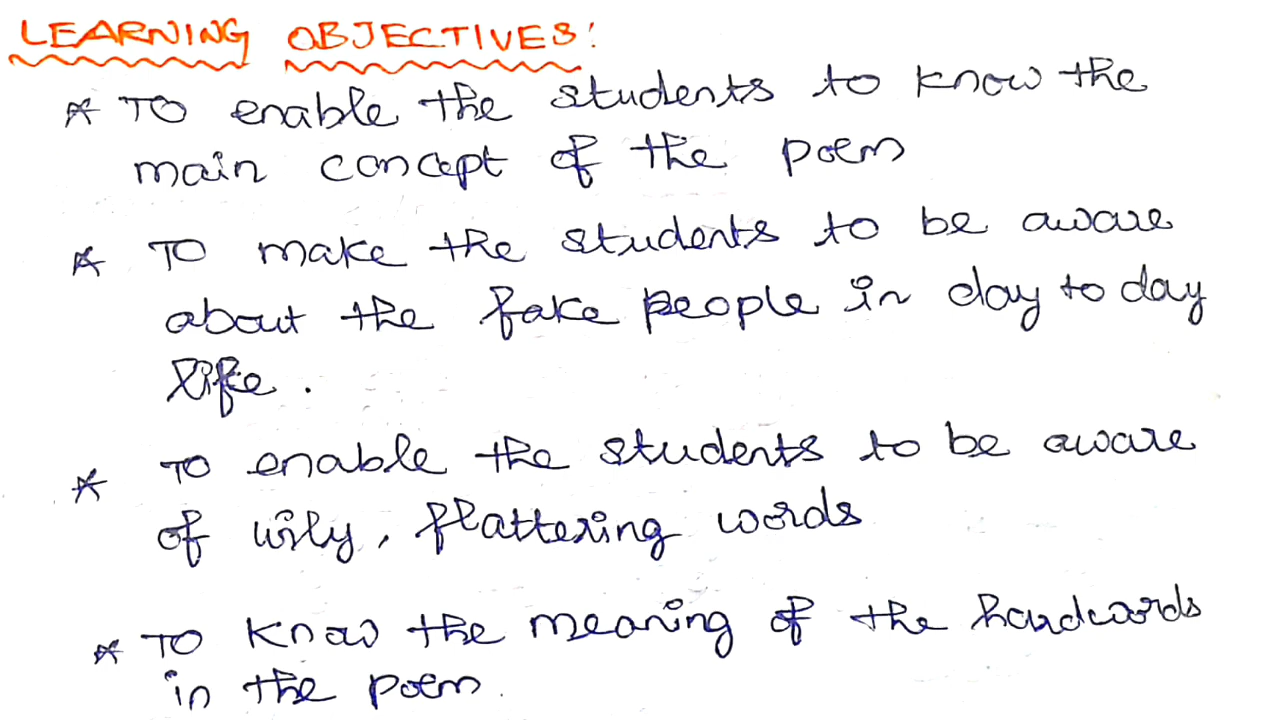 LEARNING OBJECTIVES:
* TO enable the students to know the
main concept of the poem
* TO make the students to be aware
about the fake people in day to day
life.
* TO enable the students to be aware
of wily, flattering words
* TO know the meaning of the hardwords
in the poem.